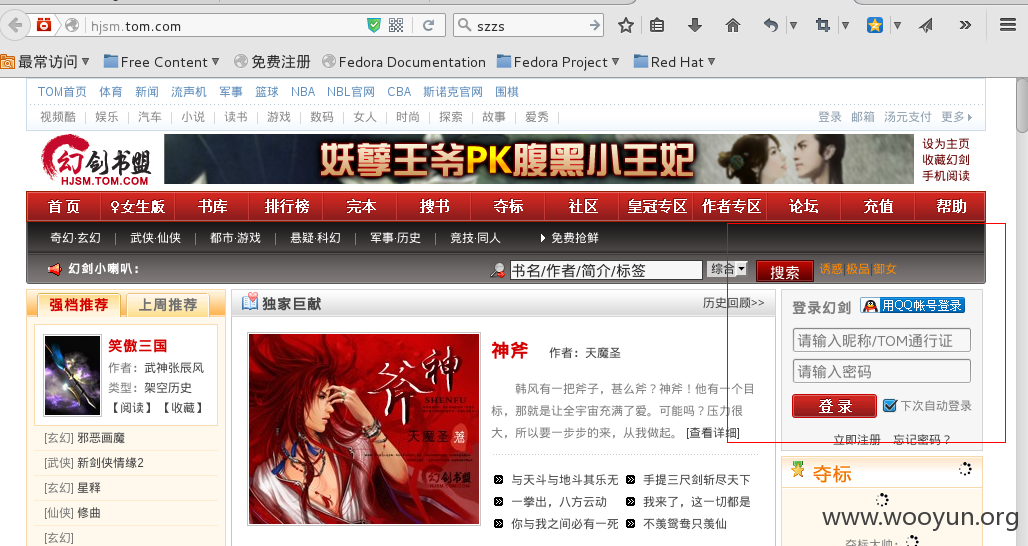 hjsm.tom.com
szzs
最常访问
Free Content
免费注册
Fedora Documentation
Fedora Project
Red Hat
TOM首页 体育 新闻 流声机 军事 篮球 NBA NBL官网 CBA 斯诺克官网 围棋
视频酷 | 娱乐 | 汽车 | 小说 | 读书 | 游戏 | 数码 | 女人 | 时尚 | 探索 | 故事 | 爱秀 |
登录 邮箱 汤元支付 更多
幻剑书盟
HJSM.TOM.COM
妖孽王爷PK腹黑小王妃
设为主页
收藏幻剑
手机阅读
首页 ♀女生版 书库 排行榜 完本 搜书 夺标 社区 皇冠专区 作者专区 论坛 充值 帮助
奇幻·玄幻 | 武侠·仙侠 | 都市·游戏 | 悬疑·科幻 | 军事·历史 | 竞技·同人
免费抢鲜
幻剑小喇叭：
书名/作者/简介/标签
综合
搜索
诱惑 极品 御女
强档推荐 上周推荐
笑傲三国
作者：武神张辰风
类型：架空历史
【阅读】【收藏】
[玄幻] 邪恶画魔
[武侠] 新剑侠情缘2
[玄幻] 星释
[仙侠] 修曲
[玄幻]
独家巨献
历史回顾>>
神斧
SHENFU
天魔圣 著
幻剑书盟
神斧 作者：天魔圣
韩风有一把斧子，甚么斧？神斧！他有一个目
标，那就是让全宇宙充满了爱。可能吗？压力很
大，所以要一步步的来，从我做起。 [查看详细]
与天斗与地斗其乐无
手提三尺剑斩尽天下
一拳出，八方云动
我来了，这一切都是
你与我之间必有一死
不羡鸳鸯只羡仙
登录幻剑
用QQ帐号登录
请输入昵称/TOM通行证
请输入密码
登录
下次自动登录
立即注册 忘记密码？
夺标
夺标大帅：
www.wooyun.org